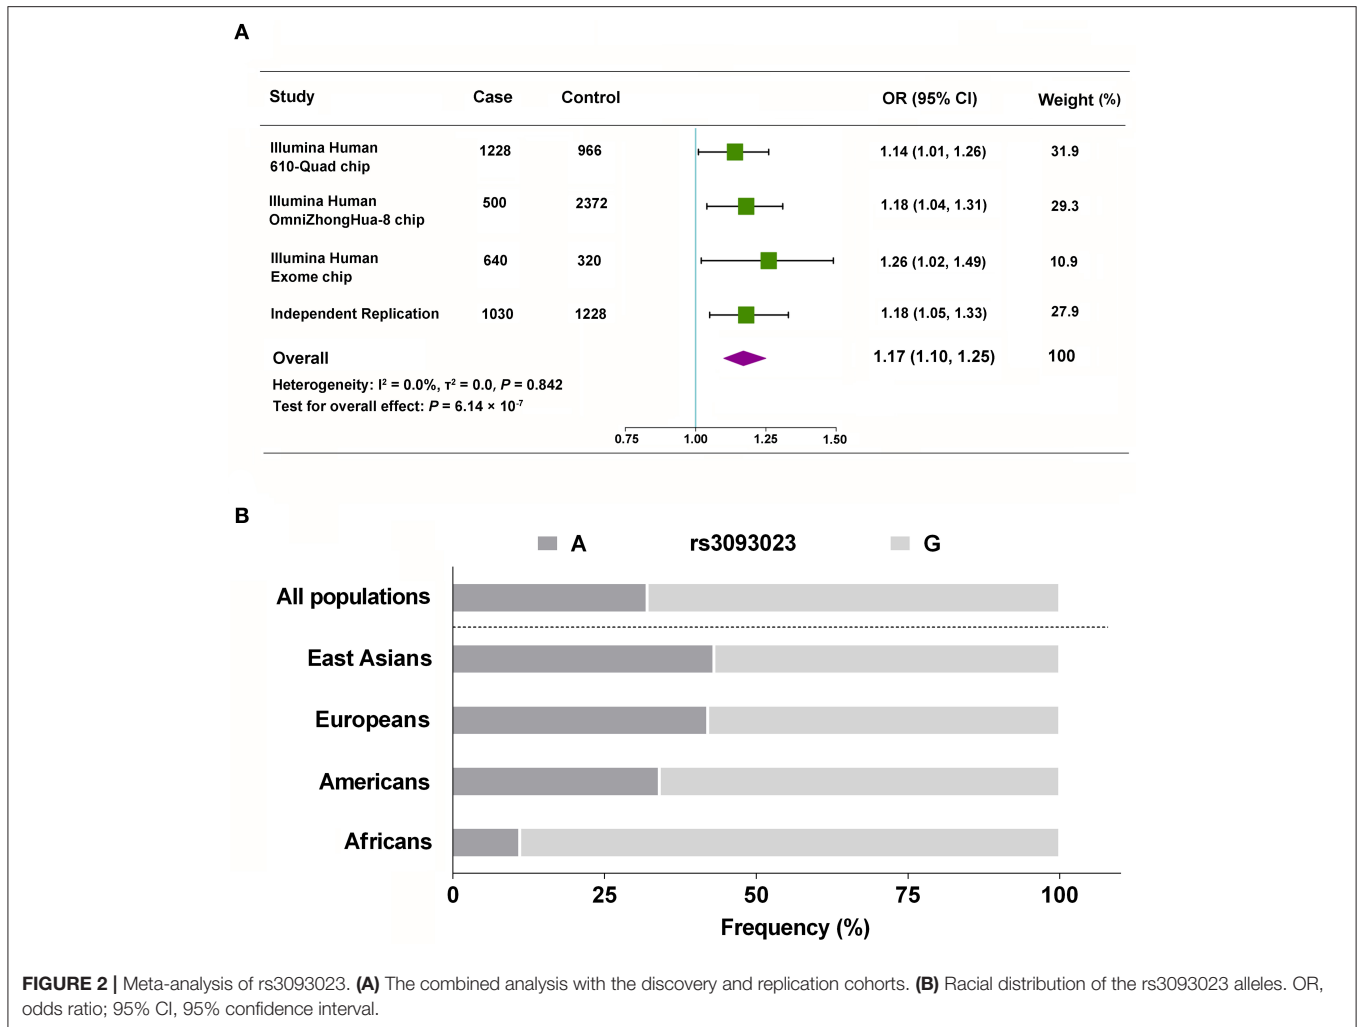 A
Study Case Control OR (95% CI) Weight (%)
Illumina Human
610-Quad chip
1228 966 1.14 (1.01, 1.26) 31.9
Illumina Human
OmniZhongHua-8 chip
500 2372 1.18 (1.04, 1.31) 29.3
Illumina Human
Exome chip
640 320 1.26 (1.02, 1.49) 10.9
Independent Replication 1030 1228 1.18 (1.05, 1.33) 27.9
Overall 1.17 (1.10, 1.25) 100
Heterogeneity: I² = 0.0%, τ² = 0.0, P = 0.842
Test for overall effect: P = 6.14 × 10⁻⁷
0.75 1.00 1.25 1.50
B
A rs3093023 G
All populations
East Asians
Europeans
Americans
Africans
0 25 50 75 100
Frequency (%)
FIGURE 2 | Meta-analysis of rs3093023. (A) The combined analysis with the discovery and replication cohorts. (B) Racial distribution of the rs3093023 alleles. OR,
odds ratio; 95% CI, 95% confidence interval.